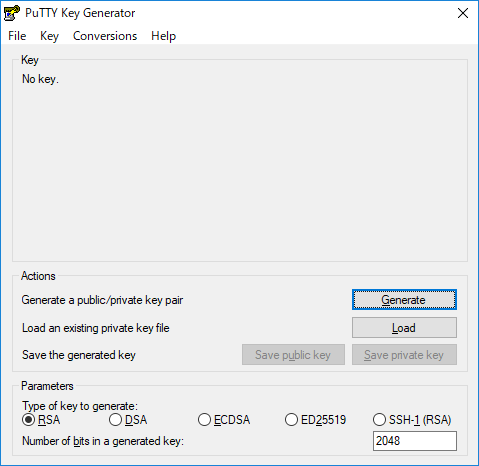 PuTTY Key Generator
File Key Conversions Help
Key
No key.
Actions
Generate a public/private key pair Generate
Load an existing private key file Load
Save the generated key Save public key Save private key
Parameters
Type of key to generate:
RSA DSA ECDSA ED25519 SSH-1 (RSA)
Number of bits in a generated key: 2048